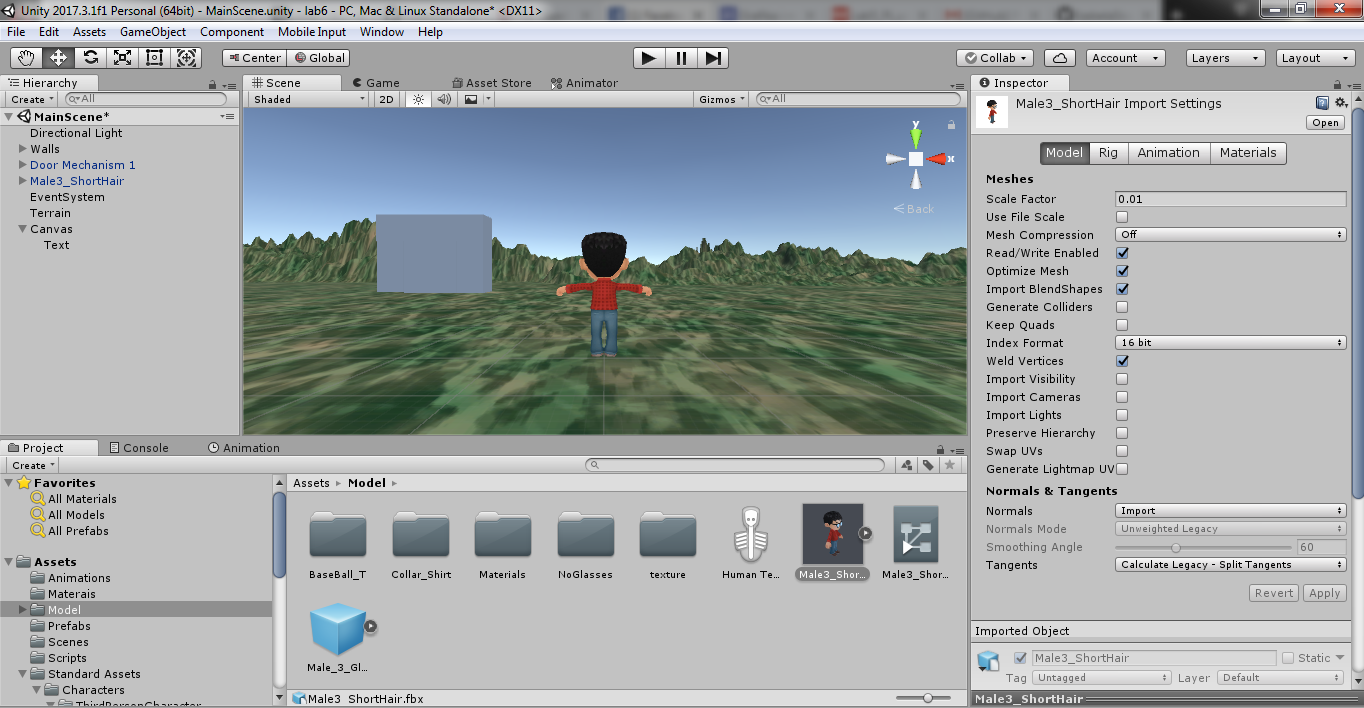 Unity 2017.3.1f1 Personal (64bit) - MainScene.unity - lab6 - PC, Mac & Linux Standalone* <DX11>
File Edit Assets GameObject Component Mobile Input Window Help
Center Global Collab Account Layers Layout
Hierarchy
Create All
MainScene*
Directional Light
Walls
Door Mechanism 1
Male3_ShortHair
EventSystem
Terrain
Canvas
Text
Scene Game Asset Store Animator
Shaded 2D Gizmos All
y
x
Back
Project Console Animation
Create
Favorites
All Materials
All Models
All Prefabs
Assets
Animations
Materais
Model
Prefabs
Scenes
Scripts
Standard Assets
Characters
ThirdPersonCharacter
Assets Model
BaseBall_T Collar_Shirt Materials NoGlasses texture Human Te... Male3_Shor... Male3_Shor...
Male_3_Gl...
Male3_ShortHair.fbx
Inspector
Male3_ShortHair Import Settings
Open
Model Rig Animation Materials
Meshes
Scale Factor 0.01
Use File Scale
Mesh Compression Off
Read/Write Enabled
Optimize Mesh
Import BlendShapes
Generate Colliders
Keep Quads
Index Format 16 bit
Weld Vertices
Import Visibility
Import Cameras
Import Lights
Preserve Hierarchy
Swap UVs
Generate Lightmap UV
Normals & Tangents
Normals Import
Normals Mode Unweighted Legacy
Smoothing Angle 60
Tangents Calculate Legacy - Split Tangents
Revert Apply
Imported Object
Male3_ShortHair Static
Tag Untagged Layer Default
Male3_ShortHair